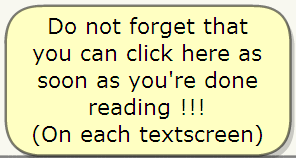 Do not forget that
you can click here as
soon as you're done
reading !!!
(On each textscreen)